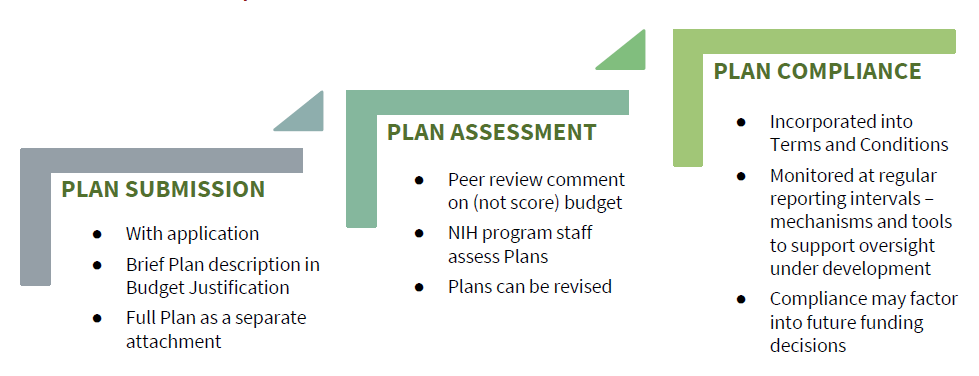 PLAN SUBMISSION
● With application
● Brief Plan description in
Budget Justification
● Full Plan as a separate
attachment
PLAN ASSESSMENT
● Peer review comment
on (not score) budget
● NIH program staff
assess Plans
● Plans can be revised
PLAN COMPLIANCE
● Incorporated into
Terms and Conditions
● Monitored at regular
reporting intervals –
mechanisms and tools
to support oversight
under development
● Compliance may factor
into future funding
decisions